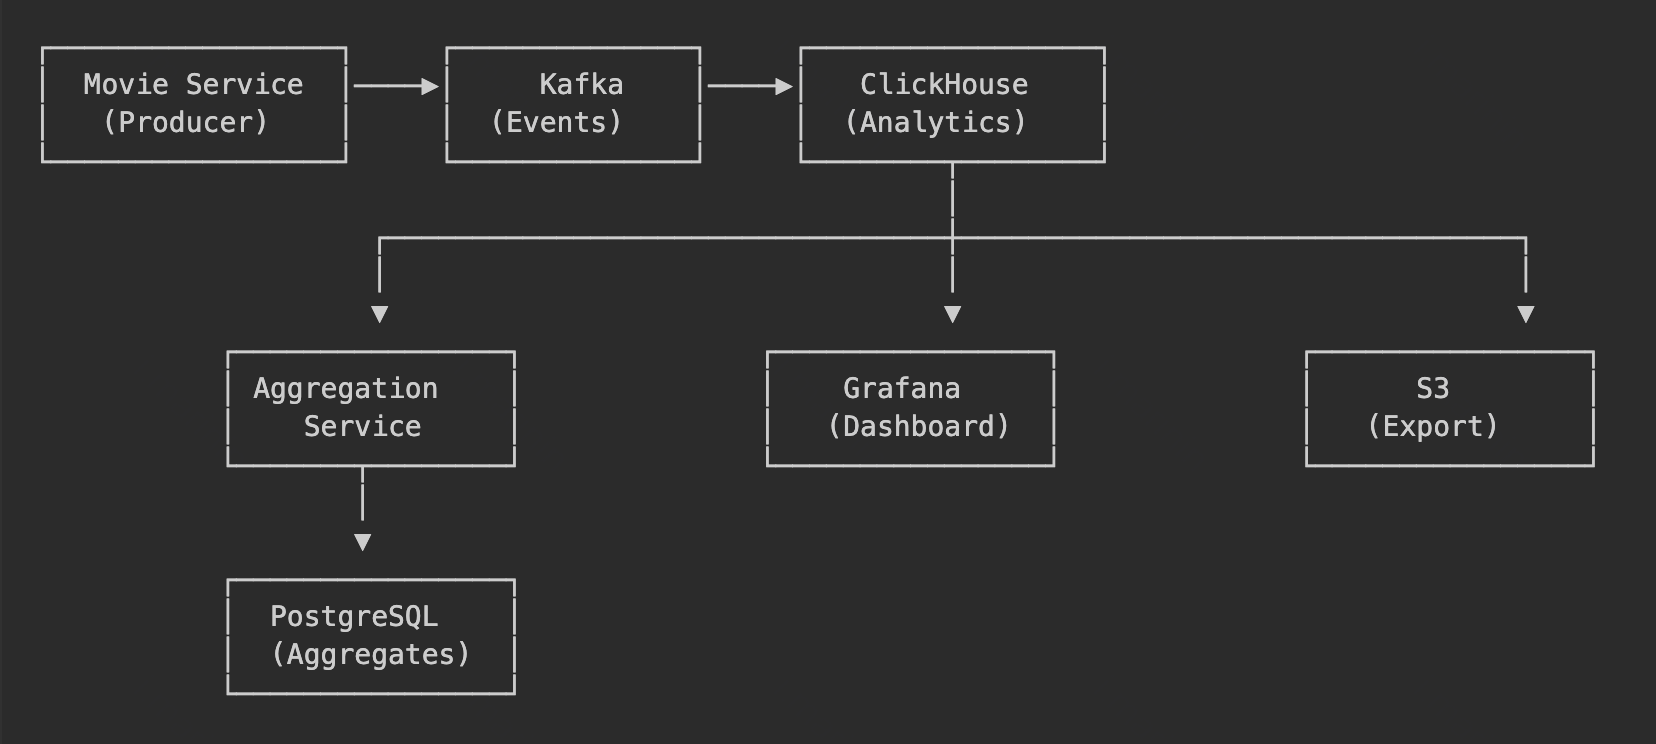 Movie Service
(Producer)
Kafka
(Events)
ClickHouse
(Analytics)
Aggregation
Service
Grafana
(Dashboard)
S3
(Export)
PostgreSQL
(Aggregates)